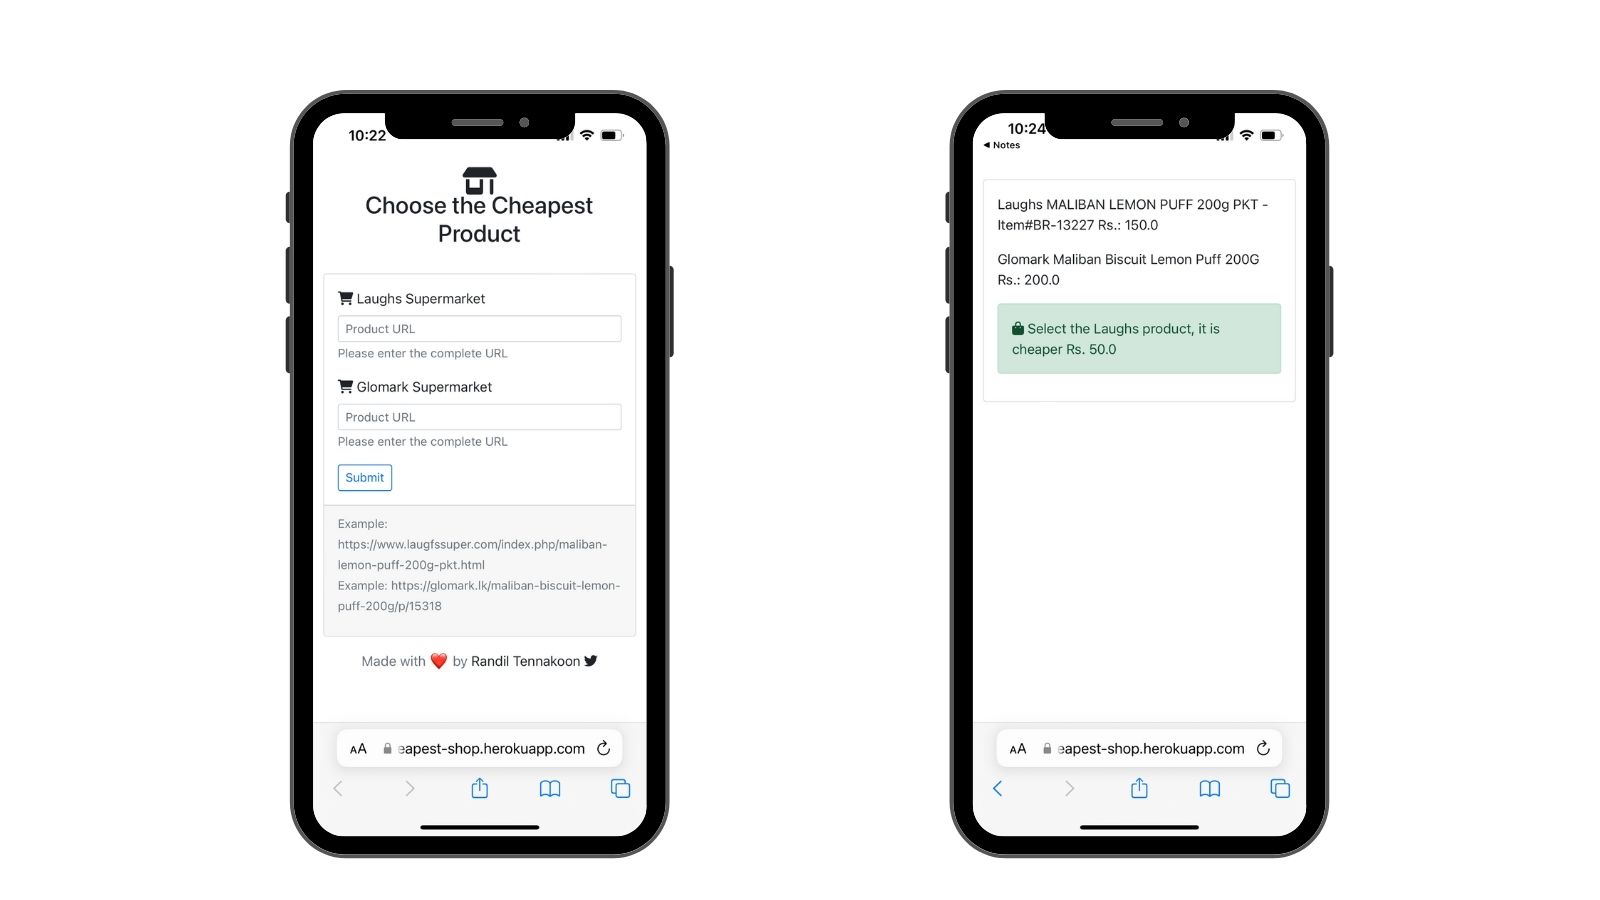 10:22
Choose the Cheapest
Product
Laughs Supermarket
Product URL
Please enter the complete URL
Glomark Supermarket
Product URL
Please enter the complete URL
Submit
Example:
https://www.laugfssuper.com/index.php/maliban-
lemon-puff-200g-pkt.html
Example: https://glomark.lk/maliban-biscuit-lemon-
puff-200g/p/15318
Made with ❤️ by Randil Tennakoon
AA eapest-shop.herokuapp.com
10:24
◀ Notes
Laughs MALIBAN LEMON PUFF 200g PKT -
Item#BR-13227 Rs.: 150.0
Glomark Maliban Biscuit Lemon Puff 200G
Rs.: 200.0
Select the Laughs product, it is
cheaper Rs. 50.0
AA eapest-shop.herokuapp.com